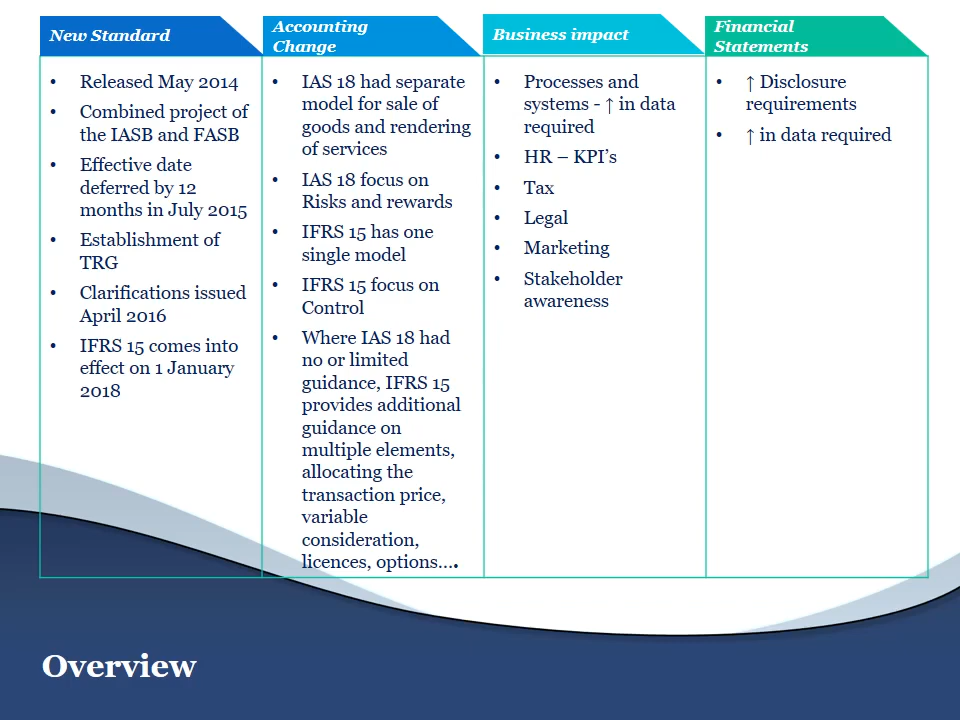 New Standard
• Released May 2014
• Combined project of
the IASB and FASB
• Effective date
deferred by 12
months in July 2015
• Establishment of
TRG
• Clarifications issued
April 2016
• IFRS 15 comes into
effect on 1 January
2018
Accounting
Change
• IAS 18 had separate
model for sale of
goods and rendering
of services
• IAS 18 focus on
Risks and rewards
• IFRS 15 has one
single model
• IFRS 15 focus on
Control
• Where IAS 18 had
no or limited
guidance, IFRS 15
provides additional
guidance on
multiple elements,
allocating the
transaction price,
variable
consideration,
licences, options….
Business impact
• Processes and
systems - ↑ in data
required
• HR – KPI’s
• Tax
• Legal
• Marketing
• Stakeholder
awareness
Financial
Statements
• ↑ Disclosure
requirements
• ↑ in data required
Overview